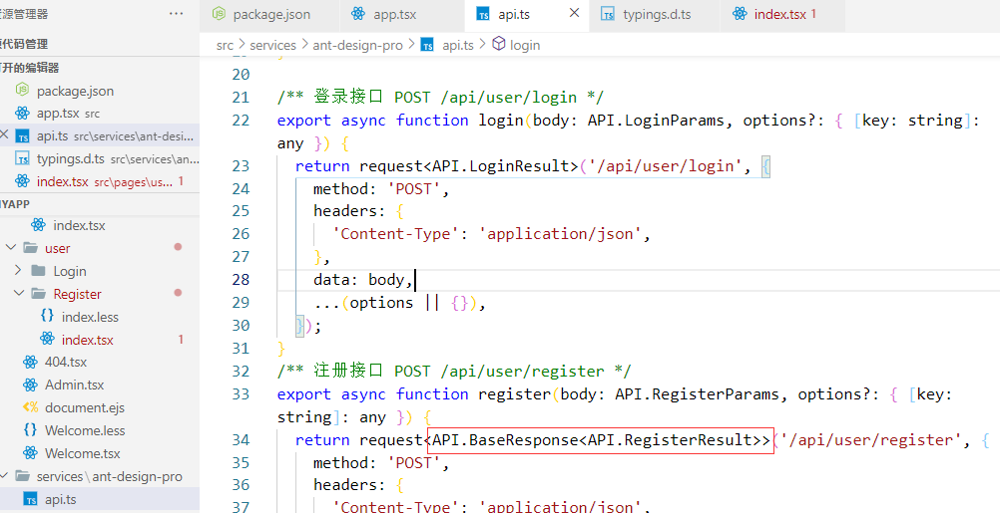 资源管理器 ···
package.json app.tsx api.ts typings.d.ts index.tsx 1
源代码管理
src > services > ant-design-pro > TS api.ts > login
打开的编辑器
package.json
app.tsx src
api.ts src\services\ant-desi...
typings.d.ts src\services\an...
index.tsx src\pages\us... 1
index.tsx
user
Login
Register
index.less
index.tsx 1
404.tsx
Admin.tsx
document.ejs
Welcome.less
Welcome.tsx
services \ ant-design-pro
TS api.ts
20
21 /** 登录接口 POST /api/user/login */
22 export async function login(body: API.LoginParams, options?: { [key: string]:
any }) {
23 return request<API.LoginResult>('/api/user/login', {
24 method: 'POST',
25 headers: {
26 'Content-Type': 'application/json',
27 },
28 data: body,
29 ...(options || {}),
30 });
31 }
32 /** 注册接口 POST /api/user/register */
33 export async function register(body: API.RegisterParams, options?: { [key:
string]: any }) {
34 return request<API.BaseResponse<API.RegisterResult>>('/api/user/register', {
35 method: 'POST',
36 headers: {
37 'Content-Type': 'application/json',